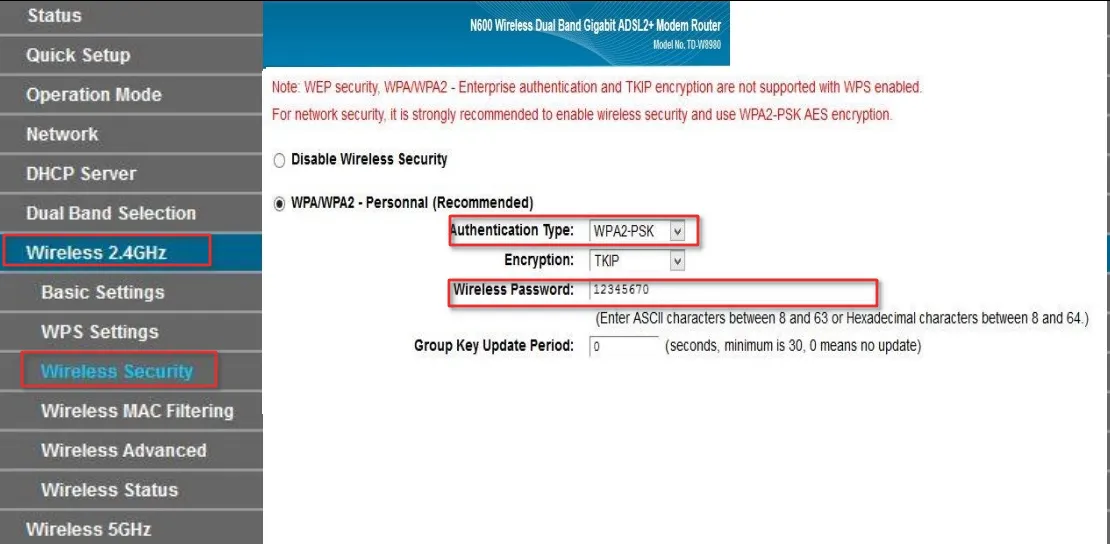 Status
Quick Setup
Operation Mode
Network
DHCP Server
Dual Band Selection
Wireless 2.4GHz
Basic Settings
WPS Settings
Wireless Security
Wireless MAC Filtering
Wireless Advanced
Wireless Status
Wireless 5GHz
N600 Wireless Dual Band Gigabit ADSL2+ Modem Router
Model No. TD-W8980
Note: WEP security, WPA/WPA2 - Enterprise authentication and TKIP encryption are not supported with WPS enabled.
For network security, it is strongly recommended to enable wireless security and use WPA2-PSK AES encryption.
Disable Wireless Security
WPA/WPA2 - Personnal (Recommended)
Authentication Type: WPA2-PSK
Encryption: TKIP
Wireless Password: 12345670
(Enter ASCII characters between 8 and 63 or Hexadecimal characters between 8 and 64.)
Group Key Update Period: 0 (seconds, minimum is 30, 0 means no update)